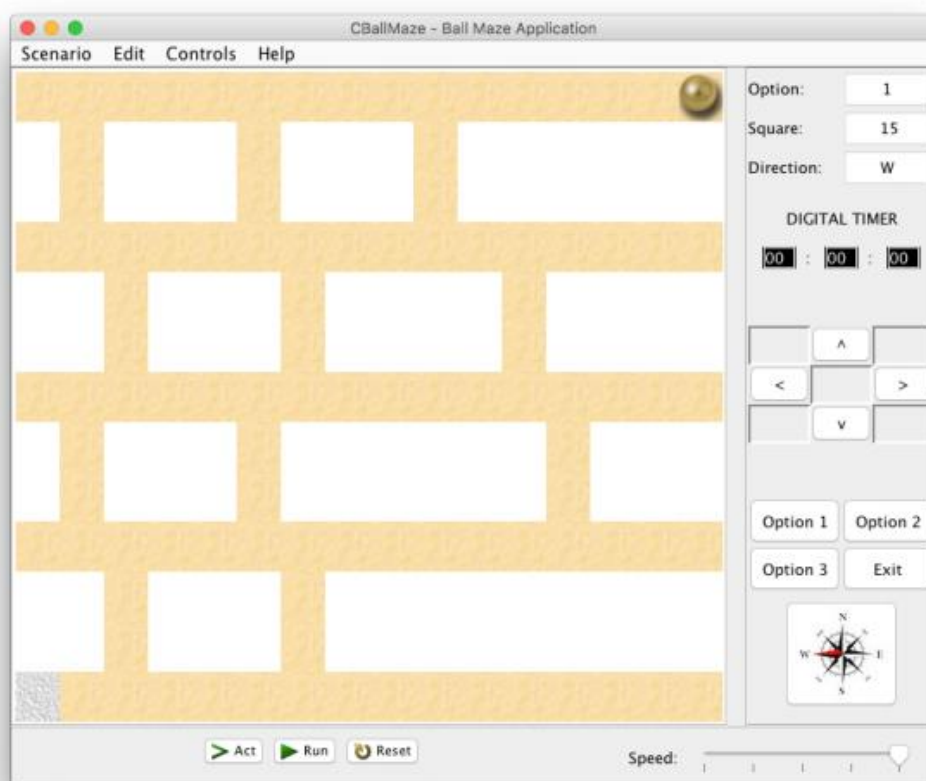 CBallMaze - Ball Maze Application
Scenario Edit Controls Help
Option: 1
Square: 15
Direction: W
DIGITAL TIMER
00 : 00 : 00
^
< >
v
Option 1 Option 2
Option 3 Exit
N
W E
S
Act Run Reset Speed: